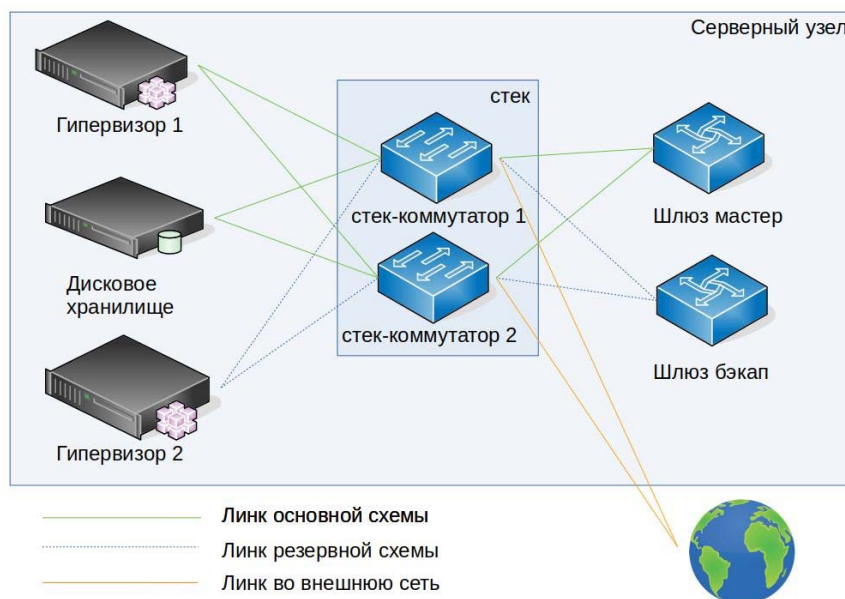 Серверный узел
Гипервизор 1
стек
стек-коммутатор 1
Шлюз мастер
Дисковое
хранилище
стек-коммутатор 2
Шлюз бэкап
Гипервизор 2
Линк основной схемы
Линк резервной схемы
Линк во внешнюю сеть